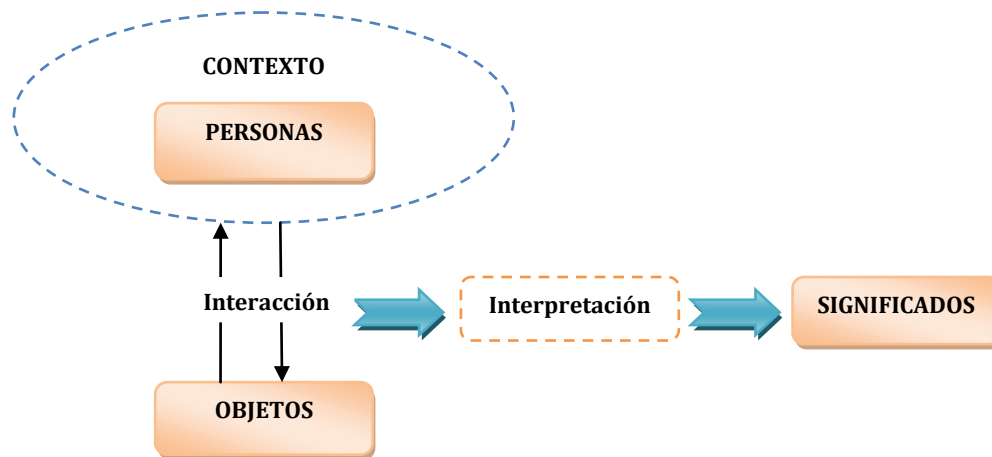 CONTEXTO
PERSONAS
Interacción
Interpretación
SIGNIFICADOS
OBJETOS